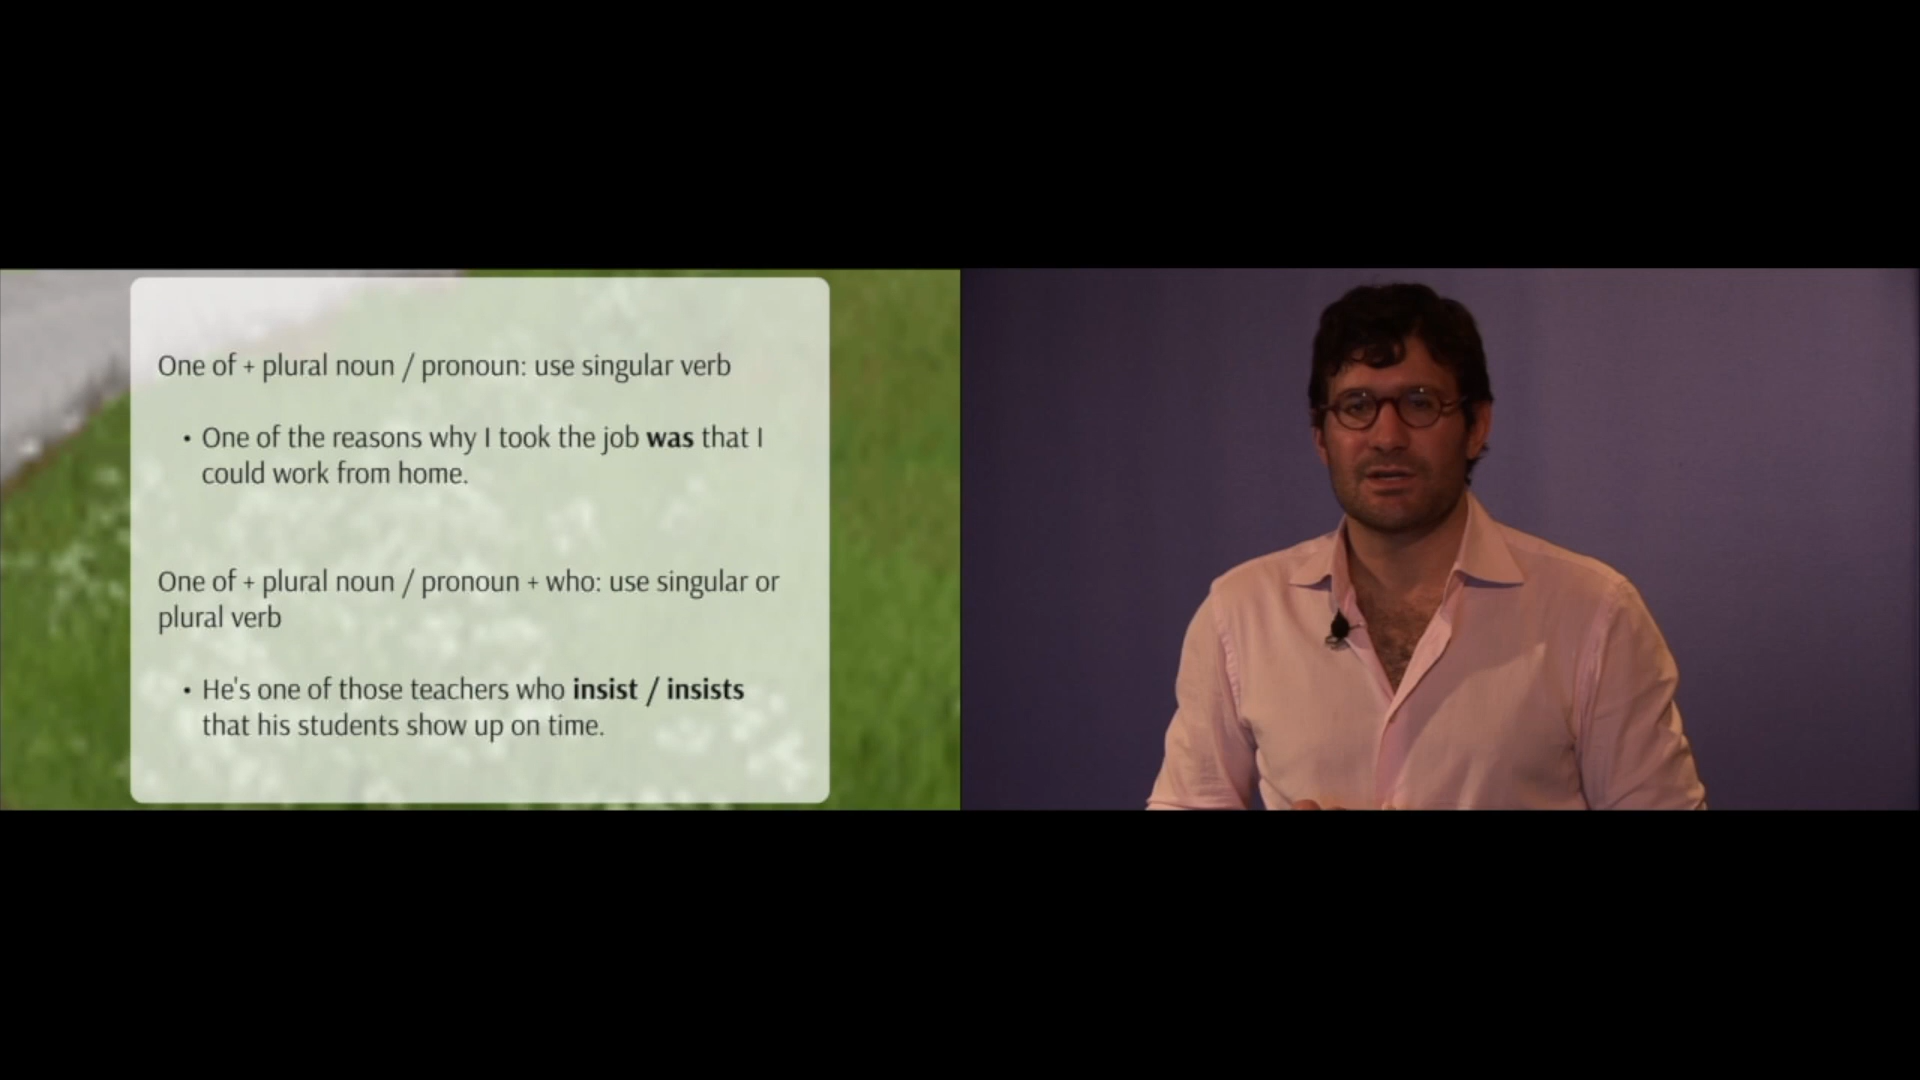 One of + plural noun / pronoun: use singular verb
• One of the reasons why I took the job was that I
could work from home.
One of + plural noun / pronoun + who: use singular or
plural verb
• He's one of those teachers who insist / insists
that his students show up on time.